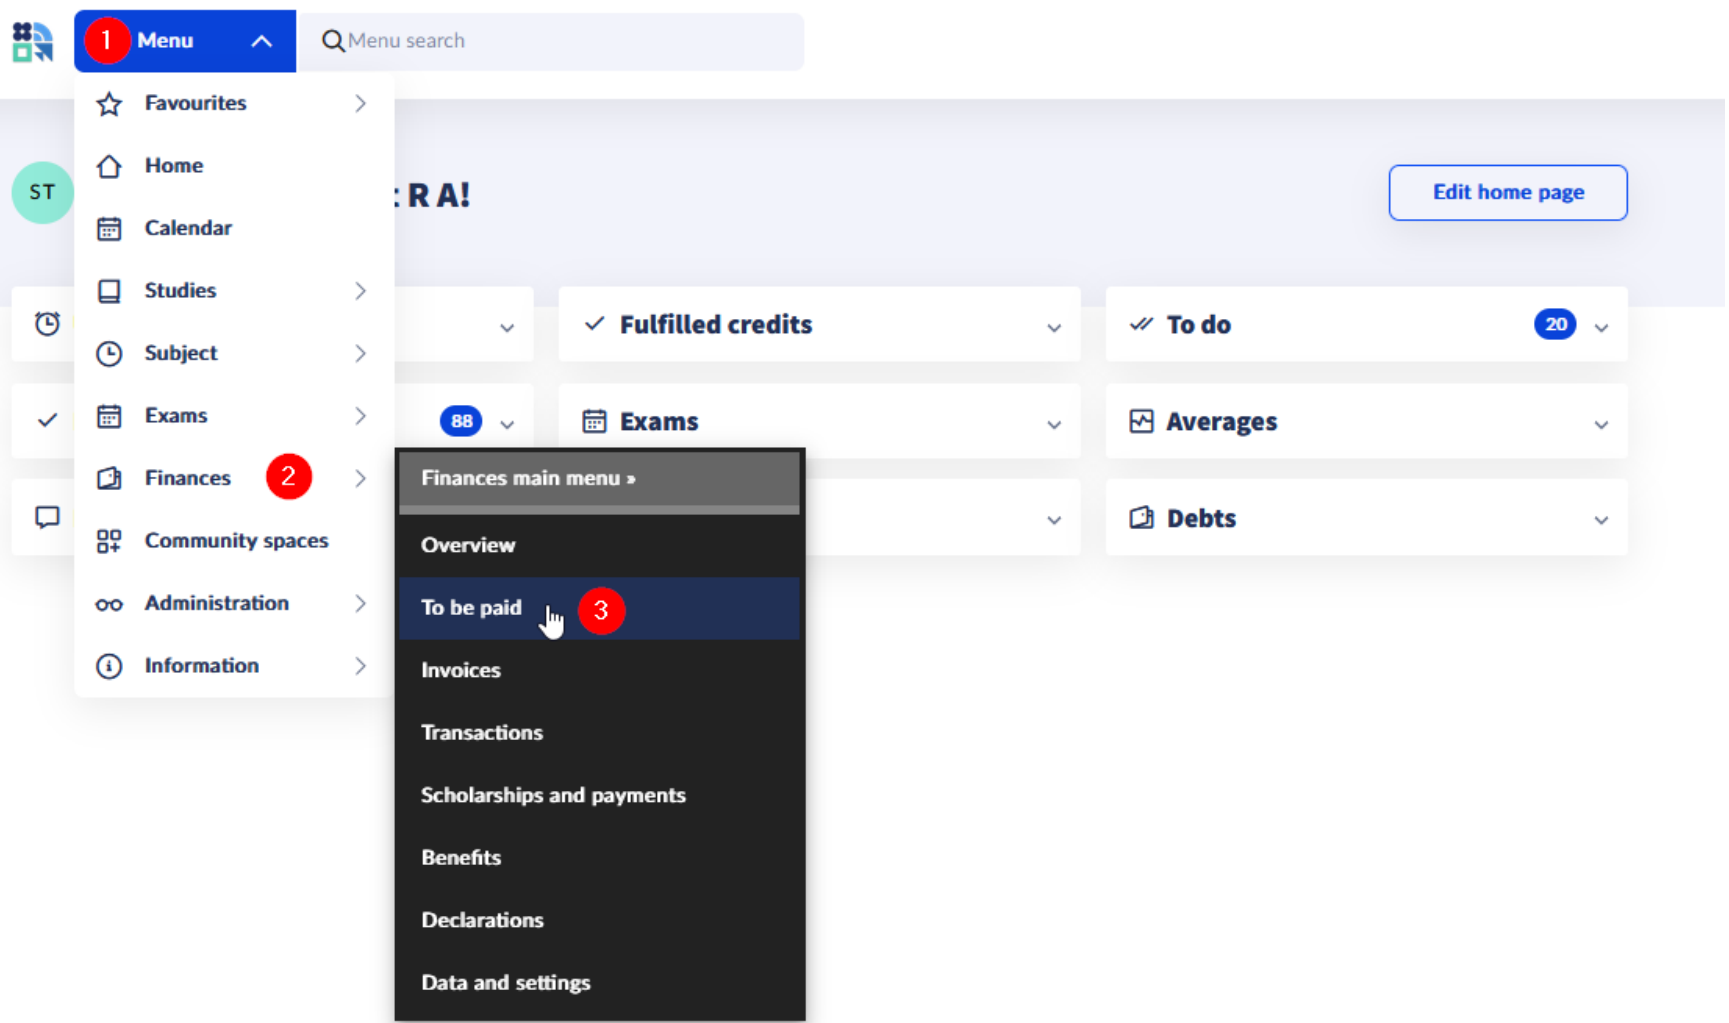 1 Menu
Menu search
Favourites
Home
ST
t R A!
Edit home page
Calendar
Studies
Fulfilled credits
To do
20
Subject
Exams
88
Exams
Averages
Finances
2
Finances main menu »
Debts
Community spaces
Overview
Administration
To be paid
3
Information
Invoices
Transactions
Scholarships and payments
Benefits
Declarations
Data and settings